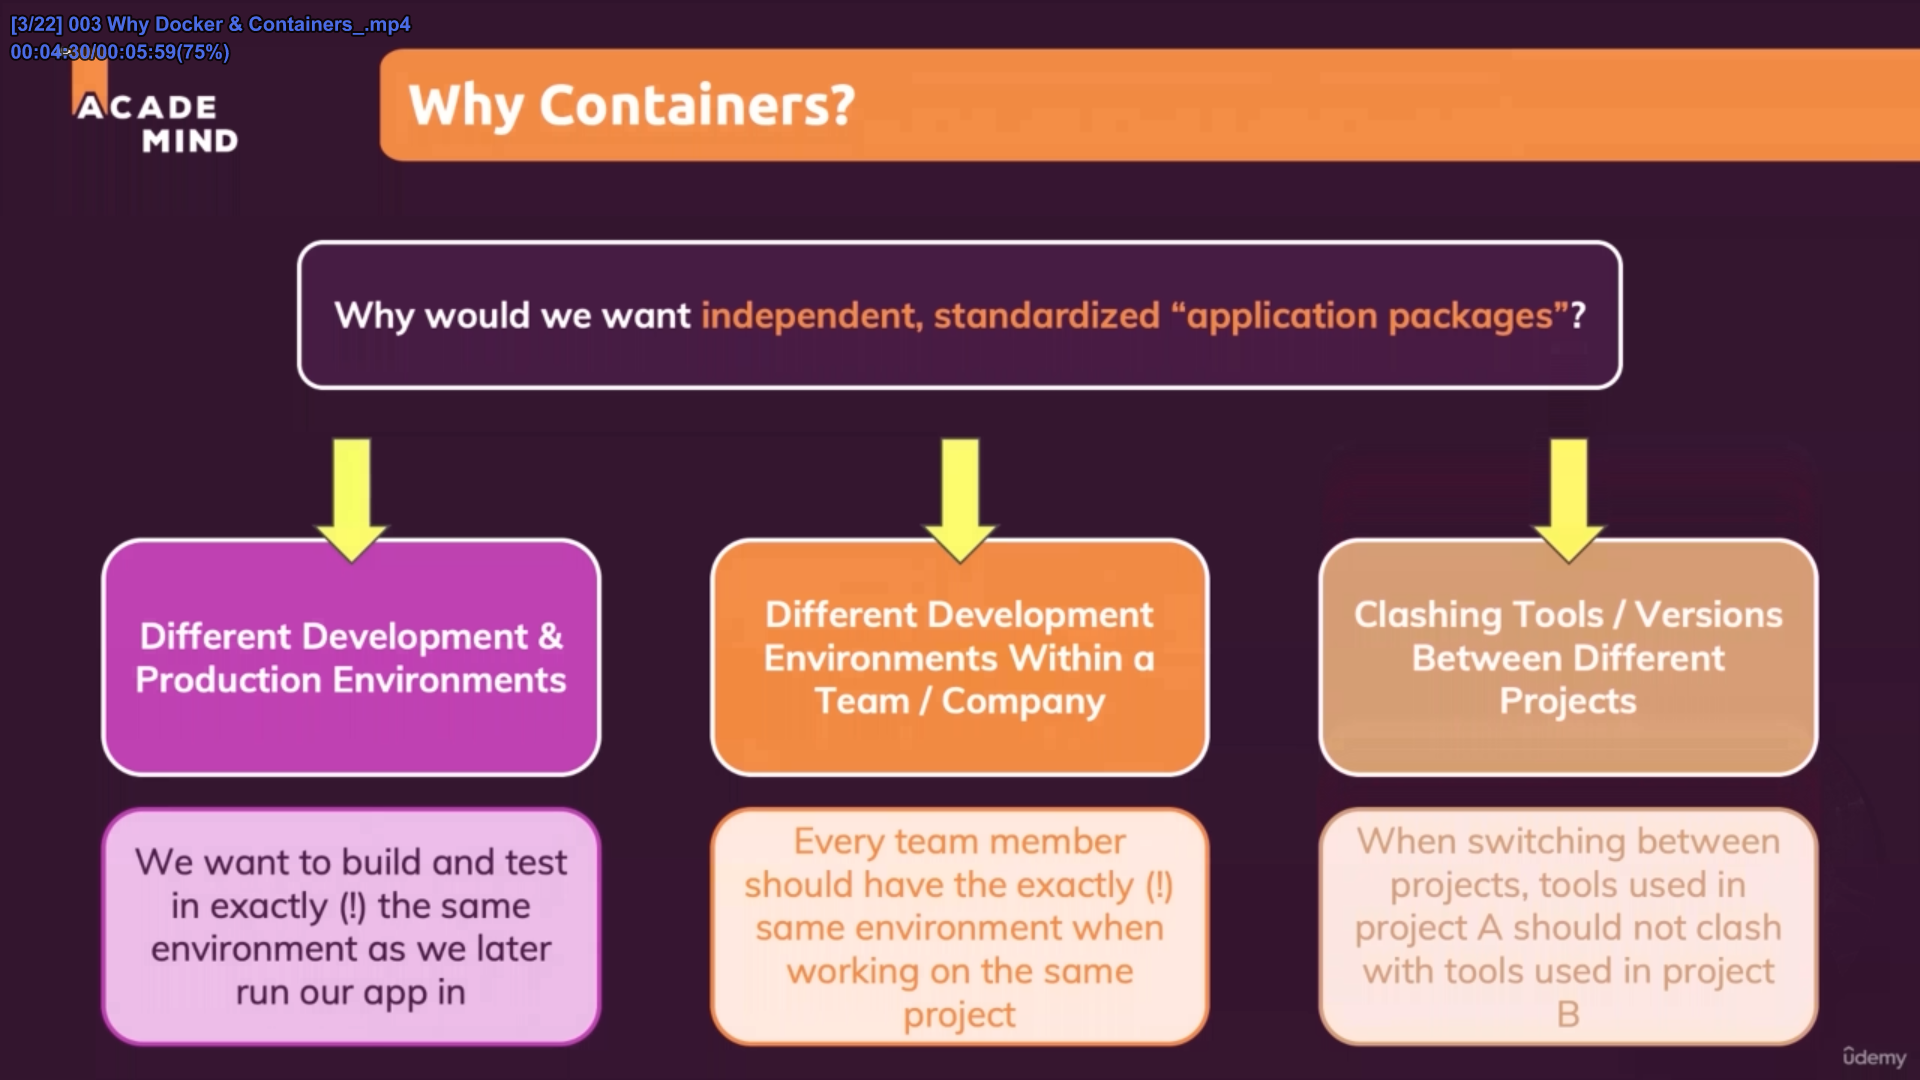 [3/22] 003 Why Docker & Containers_.mp4
00:04:30/00:05:59(75%)
ACADE
MIND
Why Containers?
Why would we want independent, standardized “application packages”?
Different Development &
Production Environments
Different Development
Environments Within a
Team / Company
Clashing Tools / Versions
Between Different
Projects
We want to build and test
in exactly (!) the same
environment as we later
run our app in
Every team member
should have the exactly (!)
same environment when
working on the same
project
When switching between
projects, tools used in
project A should not clash
with tools used in project
B
ûdemy